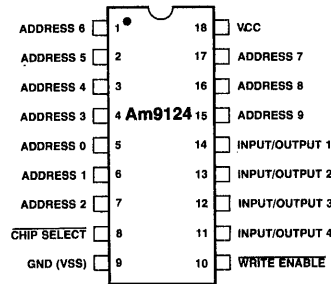 ADDRESS 6 1 18 VCC
ADDRESS 5 2 17 ADDRESS 7
ADDRESS 4 3 16 ADDRESS 8
ADDRESS 3 4 Am9124 15 ADDRESS 9
ADDRESS 0 5 14 INPUT/OUTPUT 1
ADDRESS 1 6 13 INPUT/OUTPUT 2
ADDRESS 2 7 12 INPUT/OUTPUT 3
CHIP SELECT 8 11 INPUT/OUTPUT 4
GND (VSS) 9 10 WRITE ENABLE